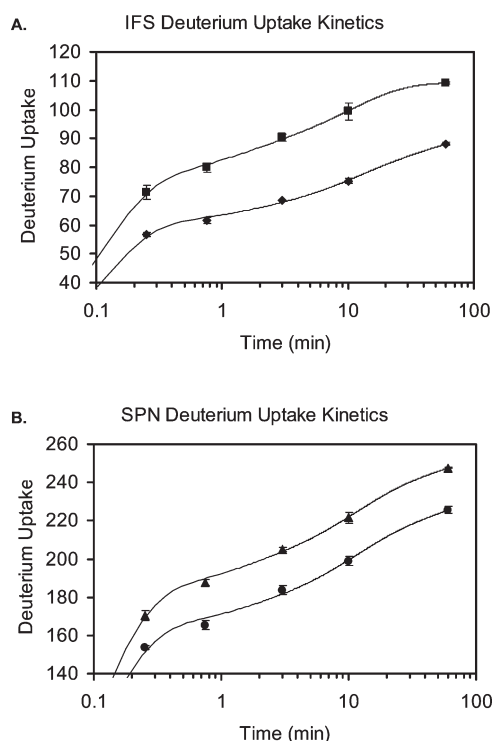 A.
IFS Deuterium Uptake Kinetics
120
110
100
90
80
70
60
50
40
Deuterium Uptake
0.1 1 10 100
Time (min)
B.
SPN Deuterium Uptake Kinetics
260
240
220
200
180
160
140
Deuterium Uptake
0.1 1 10 100
Time (min)